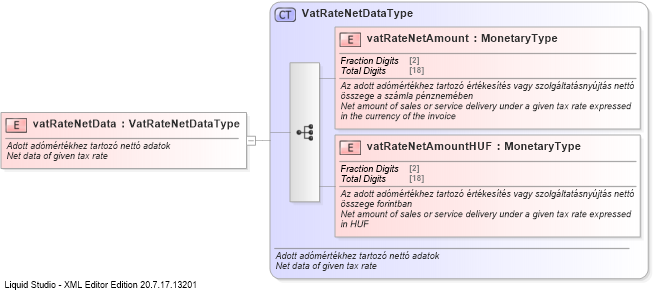 CT VatRateNetDataType
E vatRateNetAmount : MonetaryType
Fraction Digits [2]
Total Digits [18]
Az adott adómértékhez tartozó értékesítés vagy szolgáltatásnyújtás nettó
összege a számla pénznemében
Net amount of sales or service delivery under a given tax rate expressed
in the currency of the invoice
E vatRateNetData : VatRateNetDataType
Adott adómértékhez tartozó nettó adatok
Net data of given tax rate
E vatRateNetAmountHUF : MonetaryType
Fraction Digits [2]
Total Digits [18]
Az adott adómértékhez tartozó értékesítés vagy szolgáltatásnyújtás nettó
összege forintban
Net amount of sales or service delivery under a given tax rate expressed
in HUF
Adott adómértékhez tartozó nettó adatok
Net data of given tax rate
Liquid Studio - XML Editor Edition 20.7.17.13201